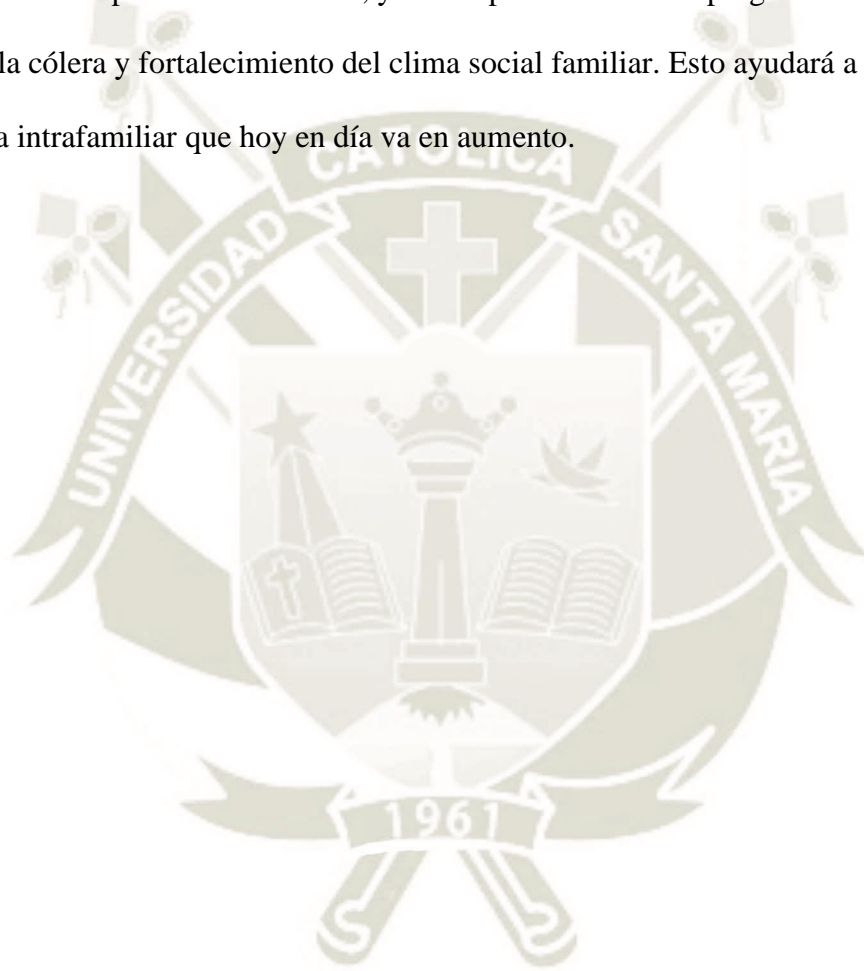 la cólera y fortalecimiento del clima social familiar. Esto ayudará a
a intrafamiliar que hoy en día va en aumento.
UNIVERSIDAD CATOLICA SANTA MARIA
1961